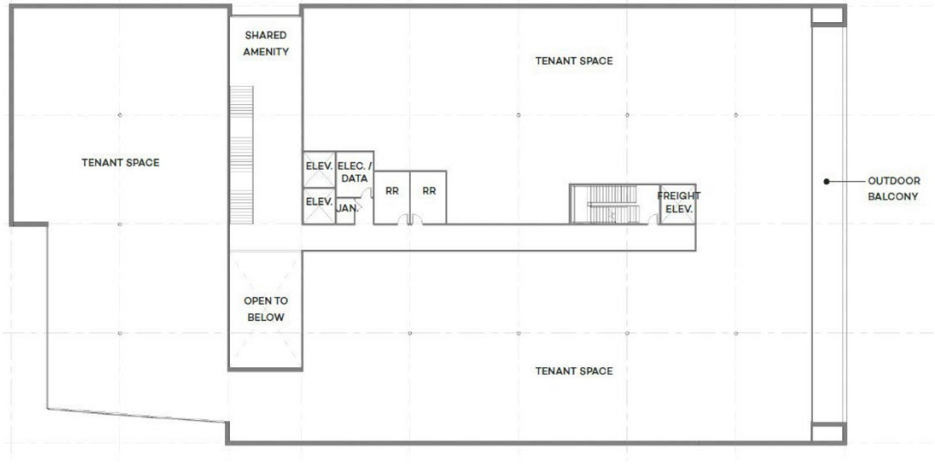 SHARED
AMENITY
TENANT SPACE
TENANT SPACE
ELEV.
ELEC. /
DATA
RR
RR
OUTDOOR
BALCONY
ELEV.
JAN.
FREIGHT
ELEV.
OPEN TO
BELOW
TENANT SPACE